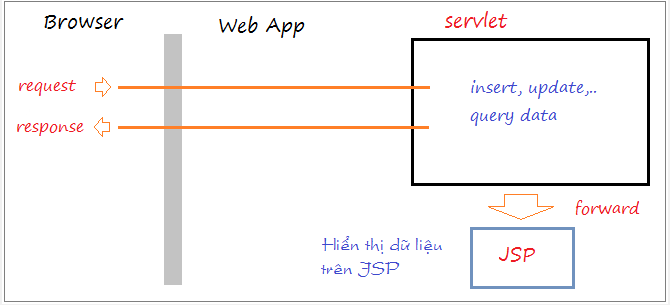 Browser
Web App
servlet
request
response
insert, update,..
query data
forward
Hiển thị dữ liệu
trên JSP
JSP